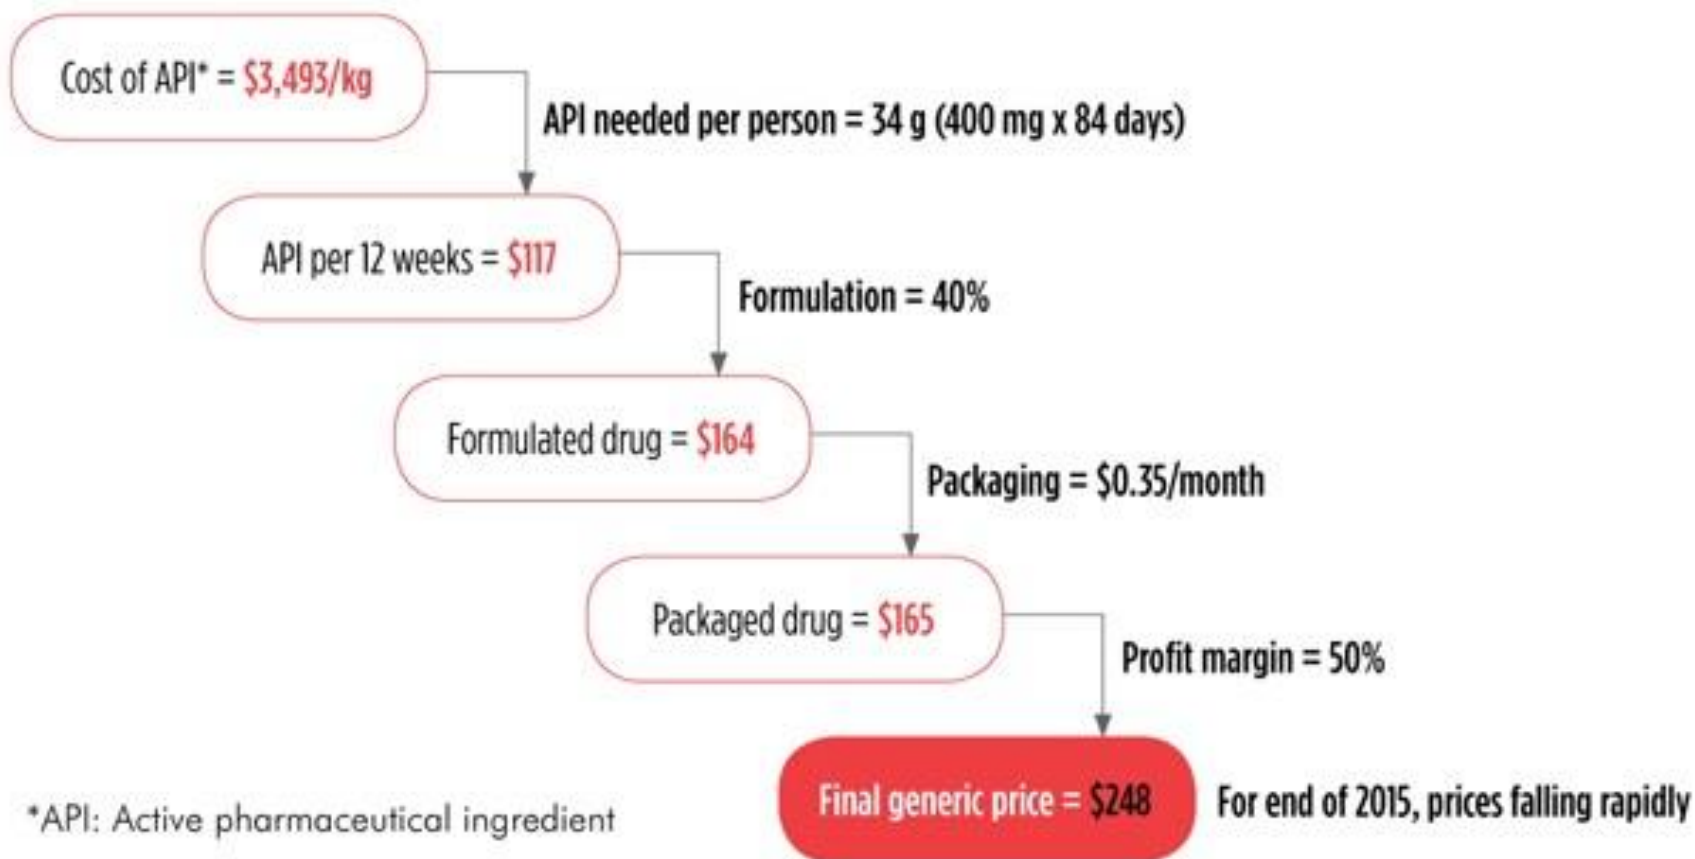 Cost of API* = $3,493/kg
API needed per person = 34 g (400 mg x 84 days)
API per 12 weeks = $117
Formulation = 40%
Formulated drug = $164
Packaging = $0.35/month
Packaged drug = $165
Profit margin = 50%
Final generic price = $248
For end of 2015, prices falling rapidly
*API: Active pharmaceutical ingredient